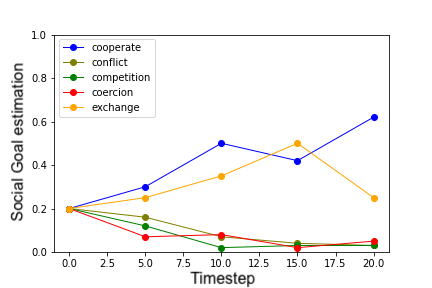 1.0
0.8
0.6
0.4
0.2
0.0
Social Goal estimation
cooperate
conflict
competition
coercion
exchange
0.0 2.5 5.0 7.5 10.0 12.5 15.0 17.5 20.0
Timestep